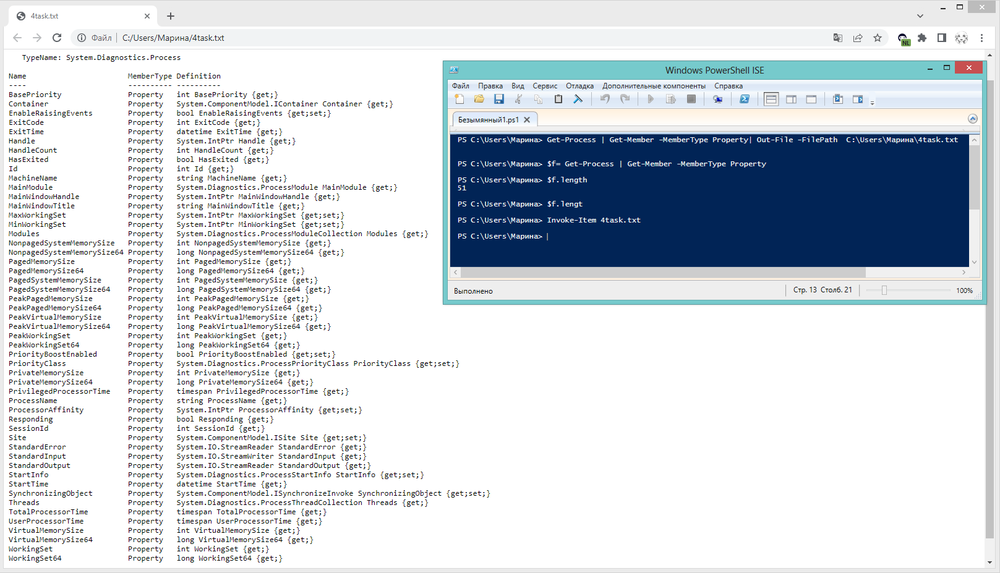 4task.txt
Файл
C:/Users/Марина/4task.txt
NL
TypeName: System.Diagnostics.Process
Name MemberType Definition
---- ---------- ----------
BasePriority Property int BasePriority {get;}
Container Property System.ComponentModel.IContainer Container {get;}
EnableRaisingEvents Property bool EnableRaisingEvents {get;set;}
ExitCode Property int ExitCode {get;}
ExitTime Property datetime ExitTime {get;}
Handle Property System.IntPtr Handle {get;}
HandleCount Property int HandleCount {get;}
HasExited Property bool HasExited {get;}
Id Property int Id {get;}
MachineName Property string MachineName {get;}
MainModule Property System.Diagnostics.ProcessModule MainModule {get;}
MainWindowHandle Property System.IntPtr MainWindowHandle {get;}
MainWindowTitle Property string MainWindowTitle {get;}
MaxWorkingSet Property System.IntPtr MaxWorkingSet {get;set;}
MinWorkingSet Property System.IntPtr MinWorkingSet {get;set;}
Modules Property System.Diagnostics.ProcessModuleCollection Modules {get;}
NonpagedSystemMemorySize Property int NonpagedSystemMemorySize {get;}
NonpagedSystemMemorySize64 Property long NonpagedSystemMemorySize64 {get;}
PagedMemorySize Property int PagedMemorySize {get;}
PagedMemorySize64 Property long PagedMemorySize64 {get;}
PagedSystemMemorySize Property int PagedSystemMemorySize {get;}
PagedSystemMemorySize64 Property long PagedSystemMemorySize64 {get;}
PeakPagedMemorySize Property int PeakPagedMemorySize {get;}
PeakPagedMemorySize64 Property long PeakPagedMemorySize64 {get;}
PeakVirtualMemorySize Property int PeakVirtualMemorySize {get;}
PeakVirtualMemorySize64 Property long PeakVirtualMemorySize64 {get;}
PeakWorkingSet Property int PeakWorkingSet {get;}
PeakWorkingSet64 Property long PeakWorkingSet64 {get;}
PriorityBoostEnabled Property bool PriorityBoostEnabled {get;set;}
PriorityClass Property System.Diagnostics.ProcessPriorityClass PriorityClass {get;set;}
PrivateMemorySize Property int PrivateMemorySize {get;}
PrivateMemorySize64 Property long PrivateMemorySize64 {get;}
PrivilegedProcessorTime Property timespan PrivilegedProcessorTime {get;}
ProcessName Property string ProcessName {get;}
ProcessorAffinity Property System.IntPtr ProcessorAffinity {get;set;}
Responding Property bool Responding {get;}
SessionId Property int SessionId {get;}
Site Property System.ComponentModel.ISite Site {get;set;}
StandardError Property System.IO.StreamReader StandardError {get;}
StandardInput Property System.IO.StreamWriter StandardInput {get;}
StandardOutput Property System.IO.StreamReader StandardOutput {get;}
StartInfo Property System.Diagnostics.ProcessStartInfo StartInfo {get;set;}
StartTime Property datetime StartTime {get;}
SynchronizingObject Property System.ComponentModel.ISynchronizeInvoke SynchronizingObject {get;set;}
Threads Property System.Diagnostics.ProcessThreadCollection Threads {get;}
TotalProcessorTime Property timespan TotalProcessorTime {get;}
UserProcessorTime Property timespan UserProcessorTime {get;}
VirtualMemorySize Property int VirtualMemorySize {get;}
VirtualMemorySize64 Property long VirtualMemorySize64 {get;}
WorkingSet Property int WorkingSet {get;}
WorkingSet64 Property long WorkingSet64 {get;}
Windows PowerShell ISE
Файл Правка Вид Сервис Отладка Дополнительные компоненты Справка
Безымянный1.ps1
PS C:\Users\Марина> Get-Process | Get-Member -MemberType Property| Out-File -FilePath  C:\Users\Марина\4task.txt
PS C:\Users\Марина> $f= Get-Process | Get-Member -MemberType Property
PS C:\Users\Марина> $f.length
51
PS C:\Users\Марина> $f.lengt
PS C:\Users\Марина> Invoke-Item 4task.txt
PS C:\Users\Марина>
Выполнено
Стр. 13 Столб. 21
100%